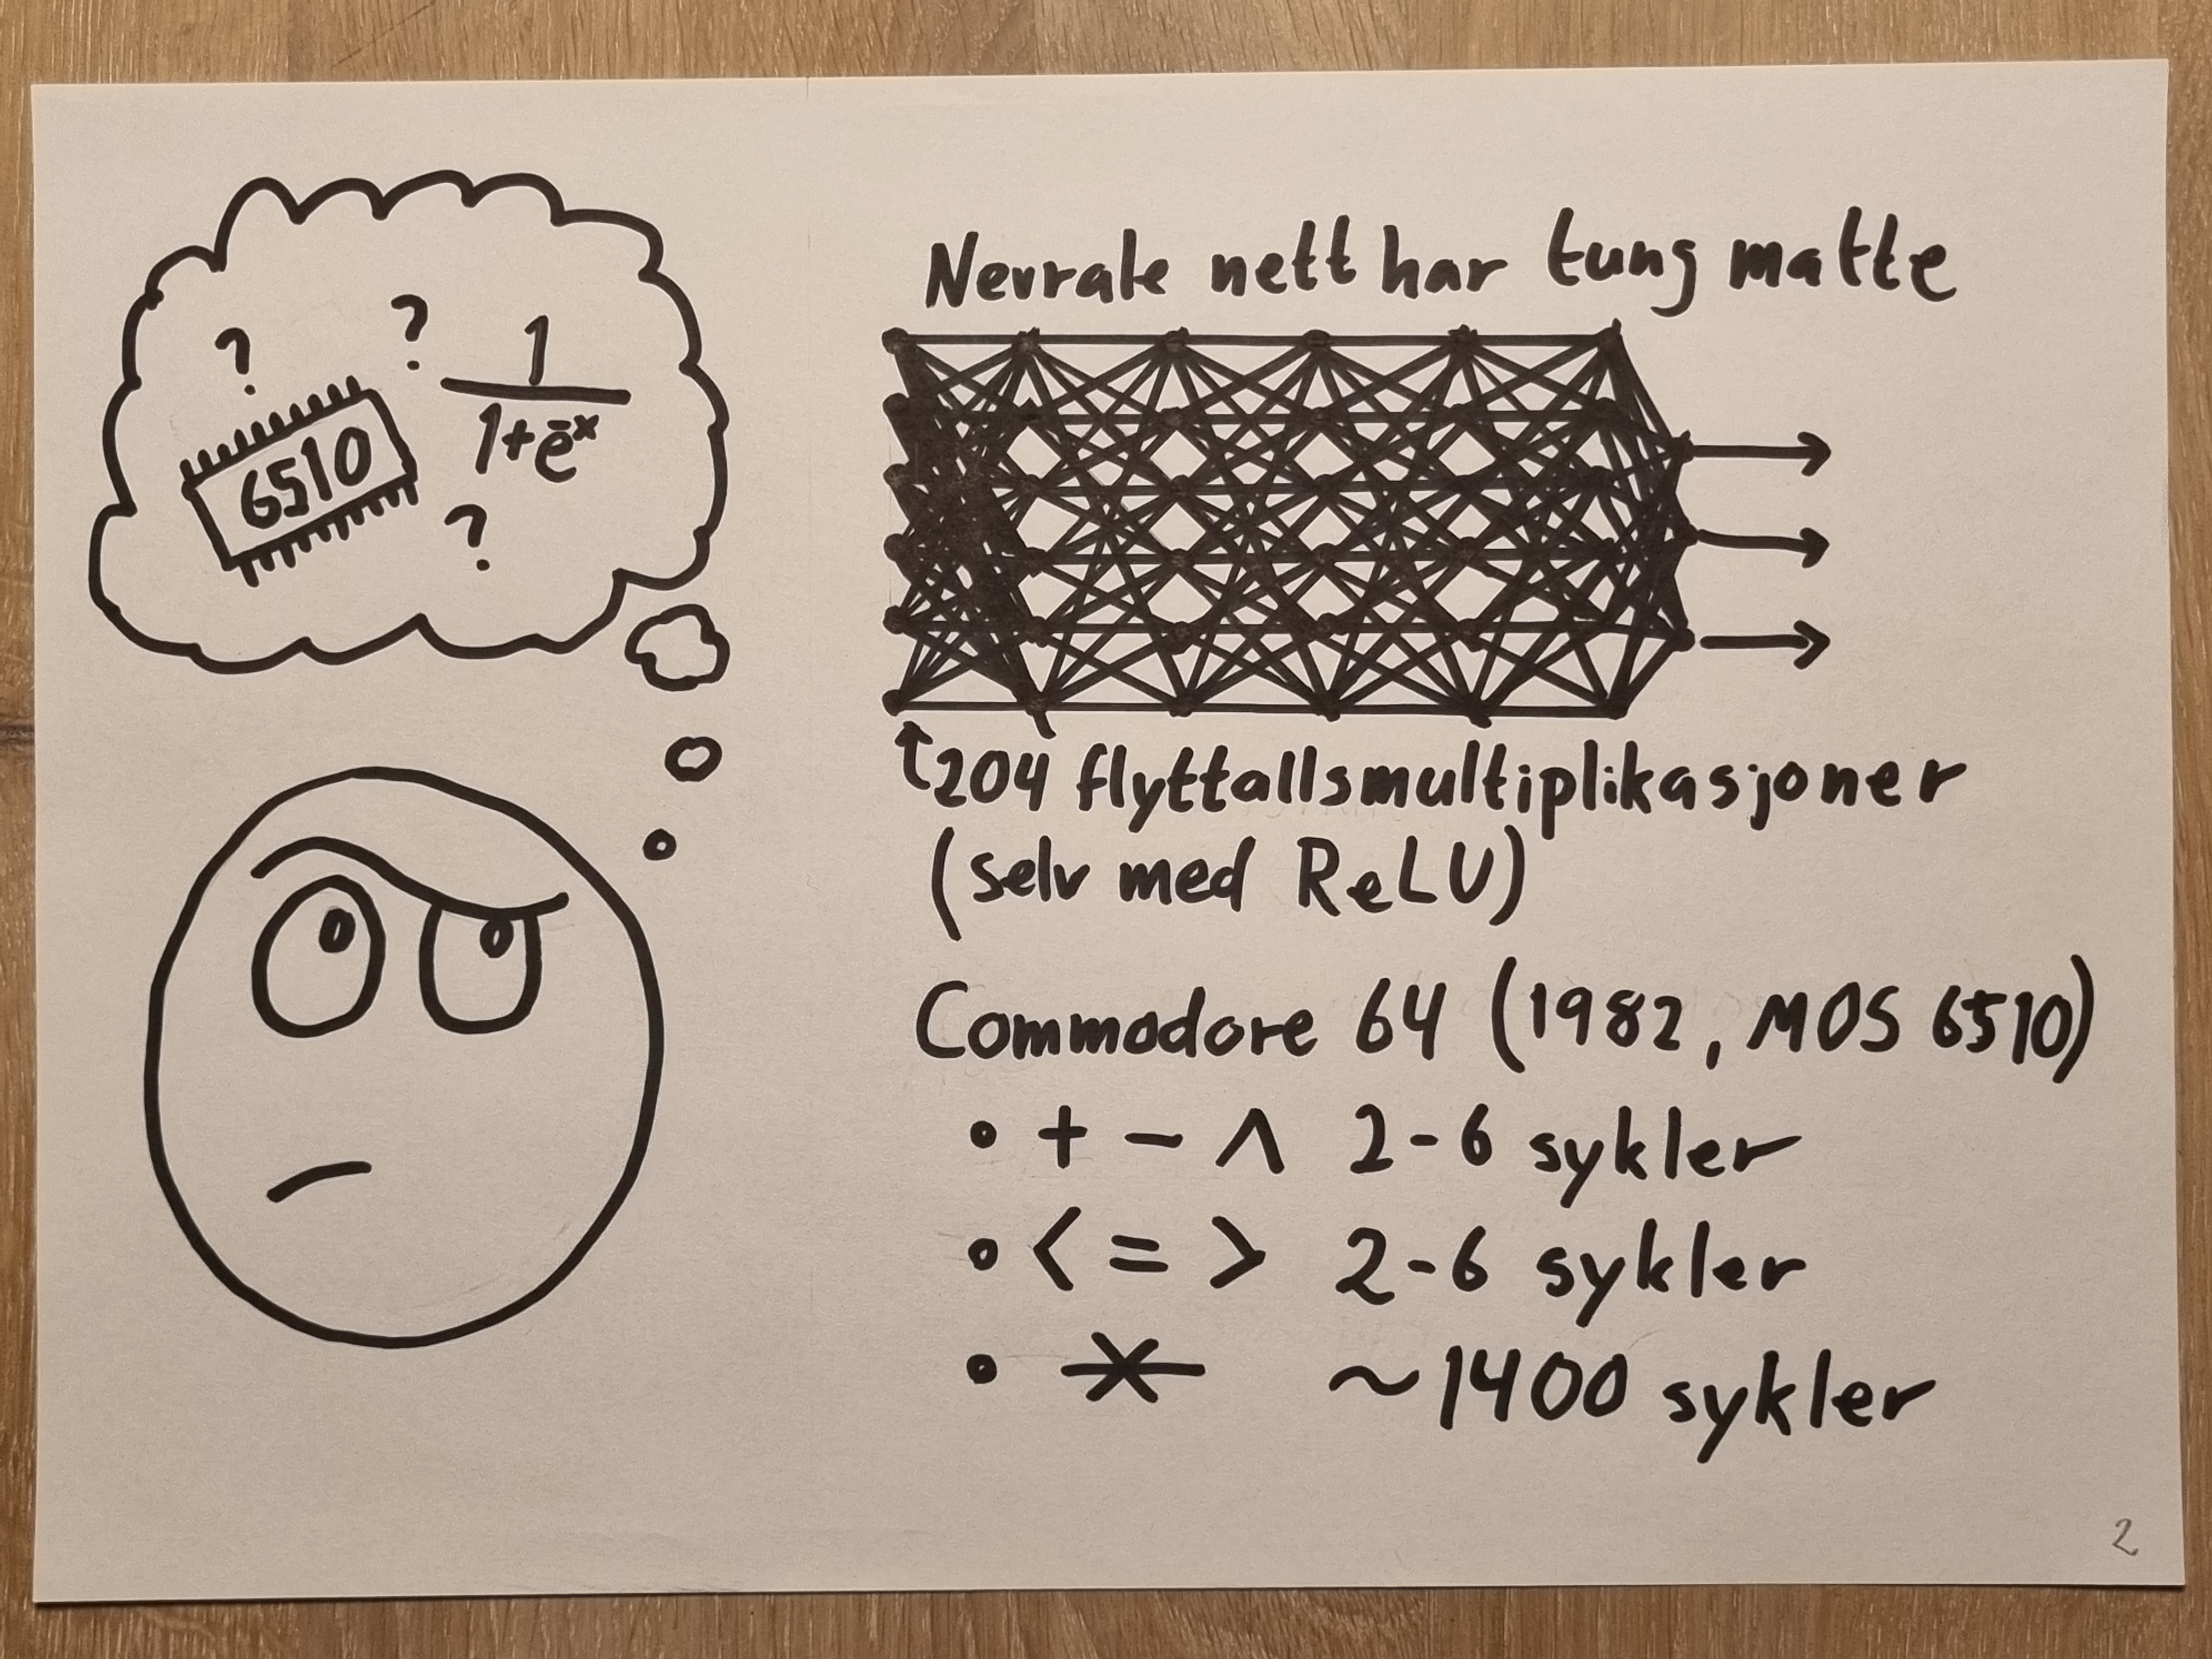 ?
?
1
1+e⁻ˣ
6510
?
Nevrale nett har tung matte
↑204 flyttallsmultiplikasjoner
(selv med ReLU)
Commodore 64 (1982, MOS 6510)
• + - ∧ 2-6 sykler
• < = > 2-6 sykler
• * ~1400 sykler
2